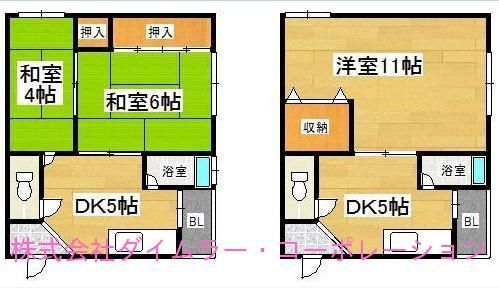 押入
押入
和室
4帖
和室6帖
浴室
DK5帖
BL
洋室11帖
収納
浴室
DK5帖
BL
株式会社ダイムラー・コーポレーション